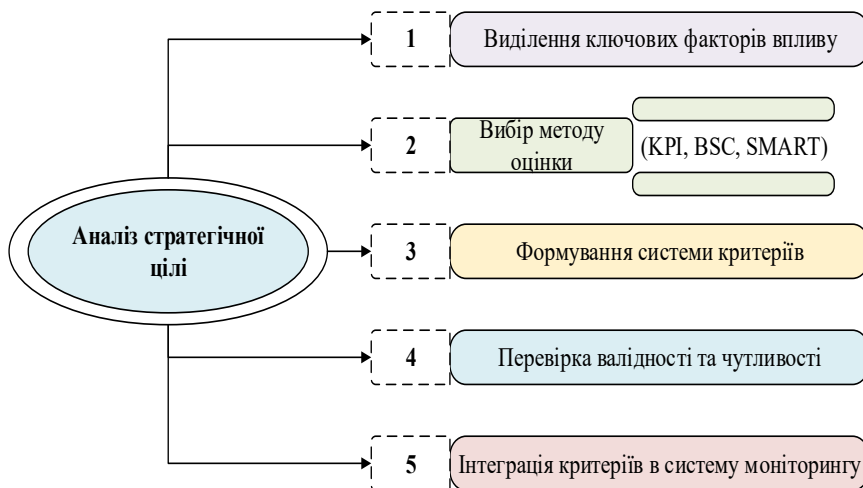 1
Виділення ключових факторів впливу
2
Вибір методу
оцінки
(KPI, BSC, SMART)
Аналіз стратегічної
цілі
3
Формування системи критеріїв
4
Перевірка валідності та чутливості
5
Інтеграція критеріїв в систему моніторингу